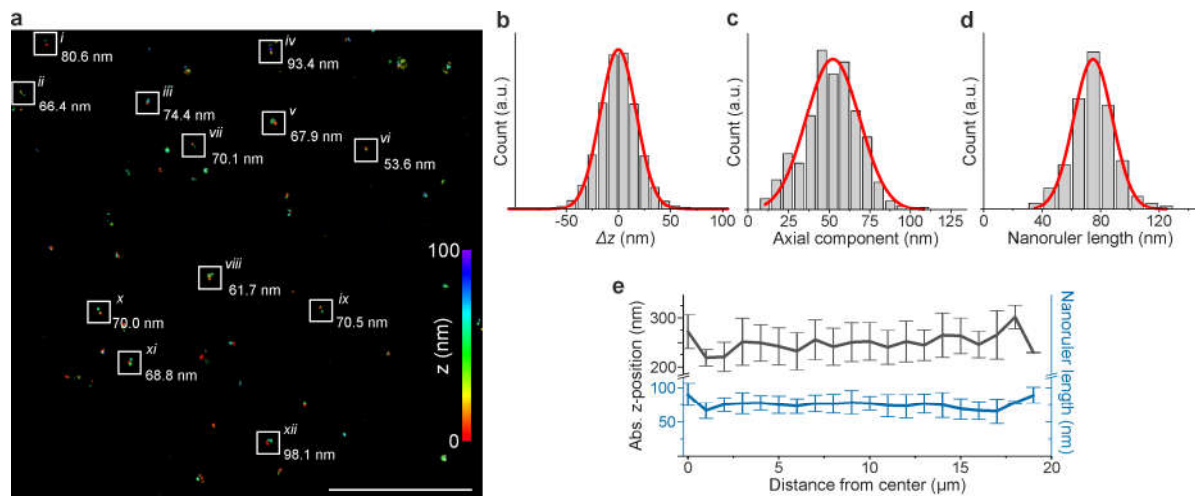 a
i
80.6 nm
iv
93.4 nm
ii
66.4 nm
iii
74.4 nm
v
67.9 nm
vii
70.1 nm
vi
53.6 nm
viii
61.7 nm
x
70.0 nm
ix
70.5 nm
xi
68.8 nm
xii
98.1 nm
100
z (nm)
0
b
Count (a.u.)
-50 0 50 100
Δz (nm)
c
Count (a.u.)
25 50 75 100 125
Axial component (nm)
d
Count (a.u.)
40 80 120
Nanoruler length (nm)
e
Abs. z-position (nm)
300
250
200
100
50
Nanoruler length (nm)
0 5 10 15 20
Distance from center (µm)